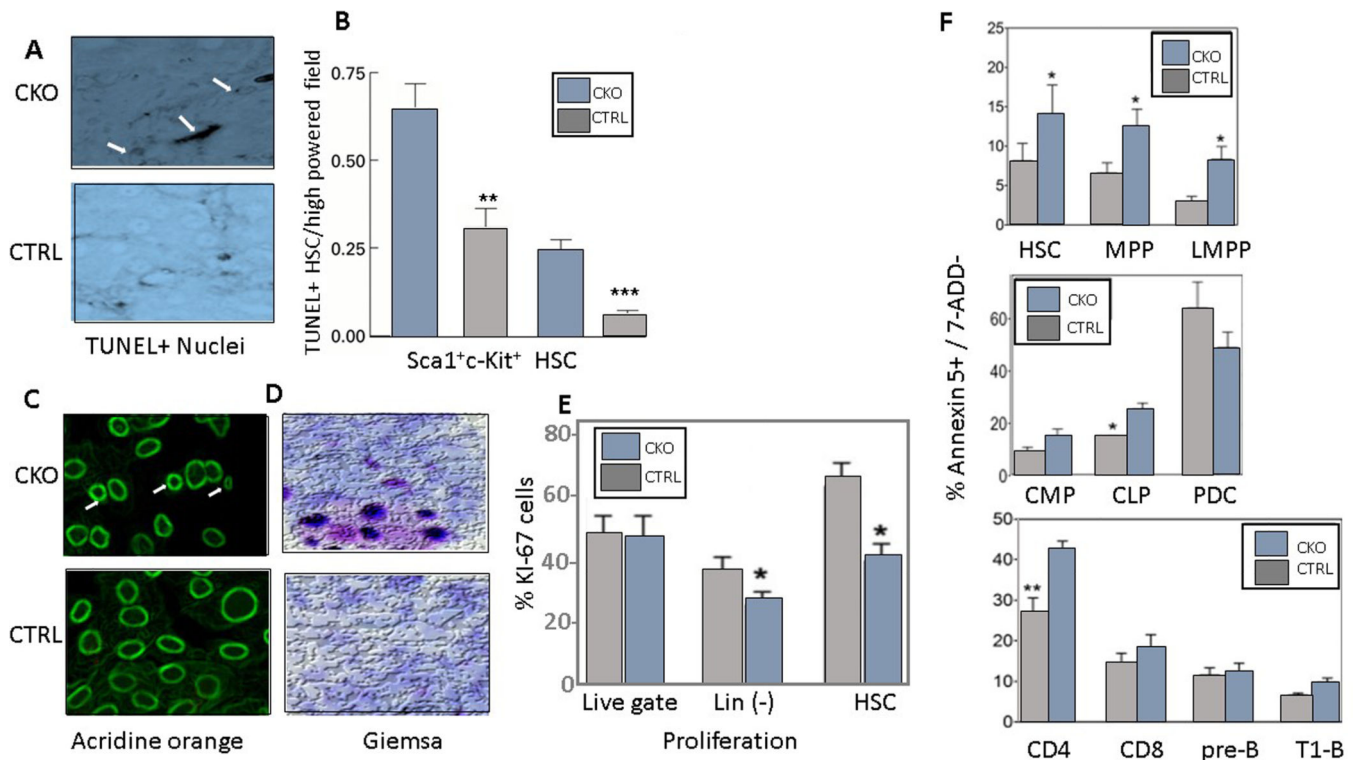 A
CKO
CTRL
TUNEL+ Nuclei
B
TUNEL+ HSC/high powered field
0.75
0.50
0.25
0.00
CKO
CTRL
**
***
Sca1⁺c-Kit⁺ HSC
C
CKO
CTRL
Acridine orange
D
Giemsa
E
% KI-67 cells
80
60
40
20
0
CKO
CTRL
*
*
Live gate Lin (-) HSC
Proliferation
F
% Annexin 5+ / 7-ADD-
25
20
15
10
5
0
CKO
CTRL
*
*
*
HSC MPP LMPP
60
40
20
0
CKO
CTRL
*
CMP CLP PDC
50
40
30
20
10
0
CKO
CTRL
**
CD4 CD8 pre-B T1-B